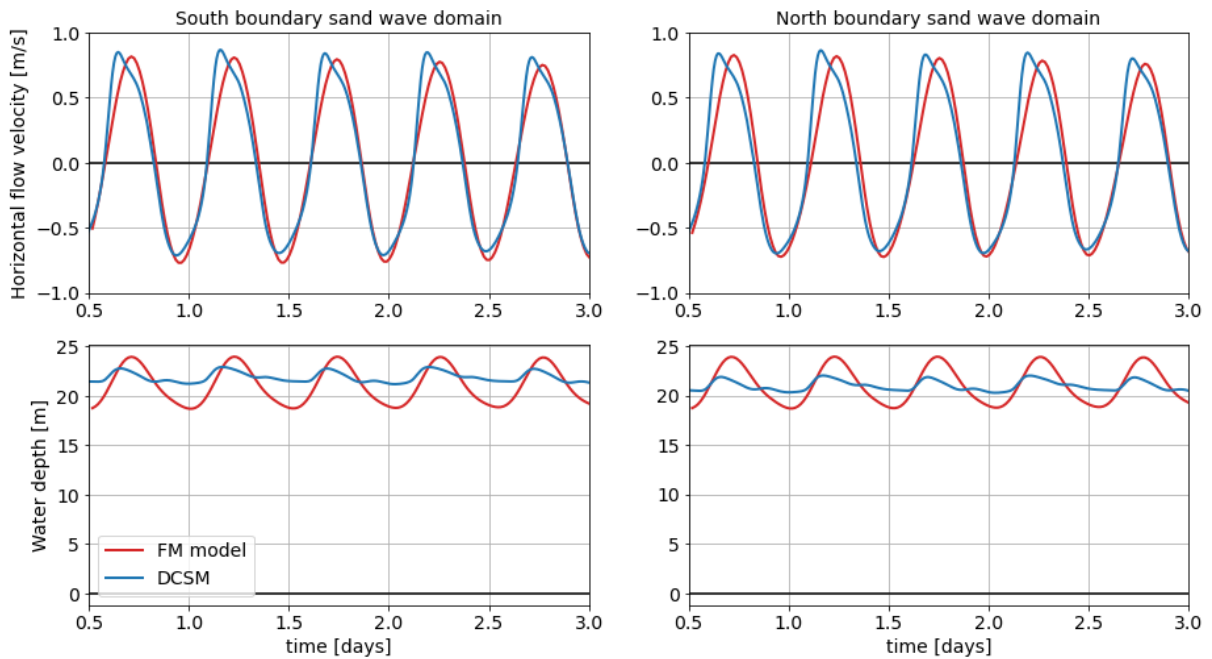 South boundary sand wave domain
North boundary sand wave domain
Horizontal flow velocity [m/s]
1.0
0.5
0.0
−0.5
−1.0
0.5 1.0 1.5 2.0 2.5 3.0
1.0
0.5
0.0
−0.5
−1.0
0.5 1.0 1.5 2.0 2.5 3.0
Water depth [m]
25
20
15
10
5
0
FM model
DCSM
0.5 1.0 1.5 2.0 2.5 3.0
time [days]
25
20
15
10
5
0
0.5 1.0 1.5 2.0 2.5 3.0
time [days]